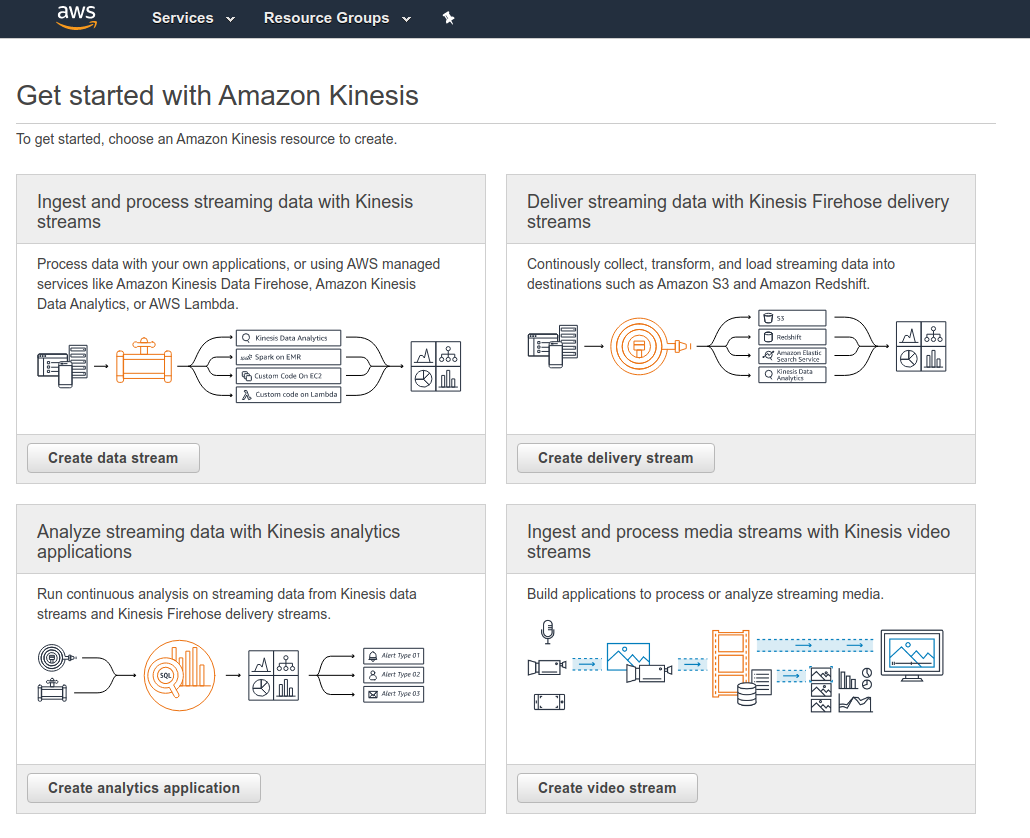 aws
Services
Resource Groups
Get started with Amazon Kinesis
To get started, choose an Amazon Kinesis resource to create.
Ingest and process streaming data with Kinesis
streams
Process data with your own applications, or using AWS managed
services like Amazon Kinesis Data Firehose, Amazon Kinesis
Data Analytics, or AWS Lambda.
Kinesis Data Analytics
Spark on EMR
Custom Code On EC2
Custom code on Lambda
Create data stream
Deliver streaming data with Kinesis Firehose delivery
streams
Continously collect, transform, and load streaming data into
destinations such as Amazon S3 and Amazon Redshift.
S3
Redshift
Amazon Elastic
Search Service
Kinesis Data
Analytics
Create delivery stream
Analyze streaming data with Kinesis analytics
applications
Run continuous analysis on streaming data from Kinesis data
streams and Kinesis Firehose delivery streams.
SQL
Alert Type 01
Alert Type 02
Alert Type 03
Create analytics application
Ingest and process media streams with Kinesis video
streams
Build applications to process or analyze streaming media.
Create video stream